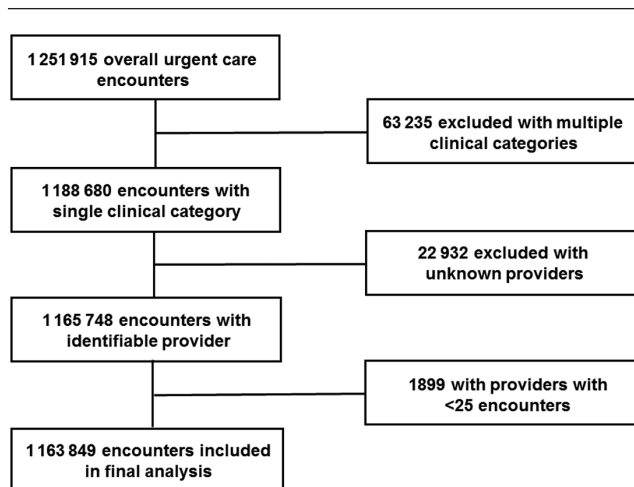 1 251 915 overall urgent care
encounters
63 235 excluded with multiple
clinical categories
1 188 680 encounters with
single clinical category
22 932 excluded with
unknown providers
1 165 748 encounters with
identifiable provider
1899 with providers with
<25 encounters
1 163 849 encounters included
in final analysis